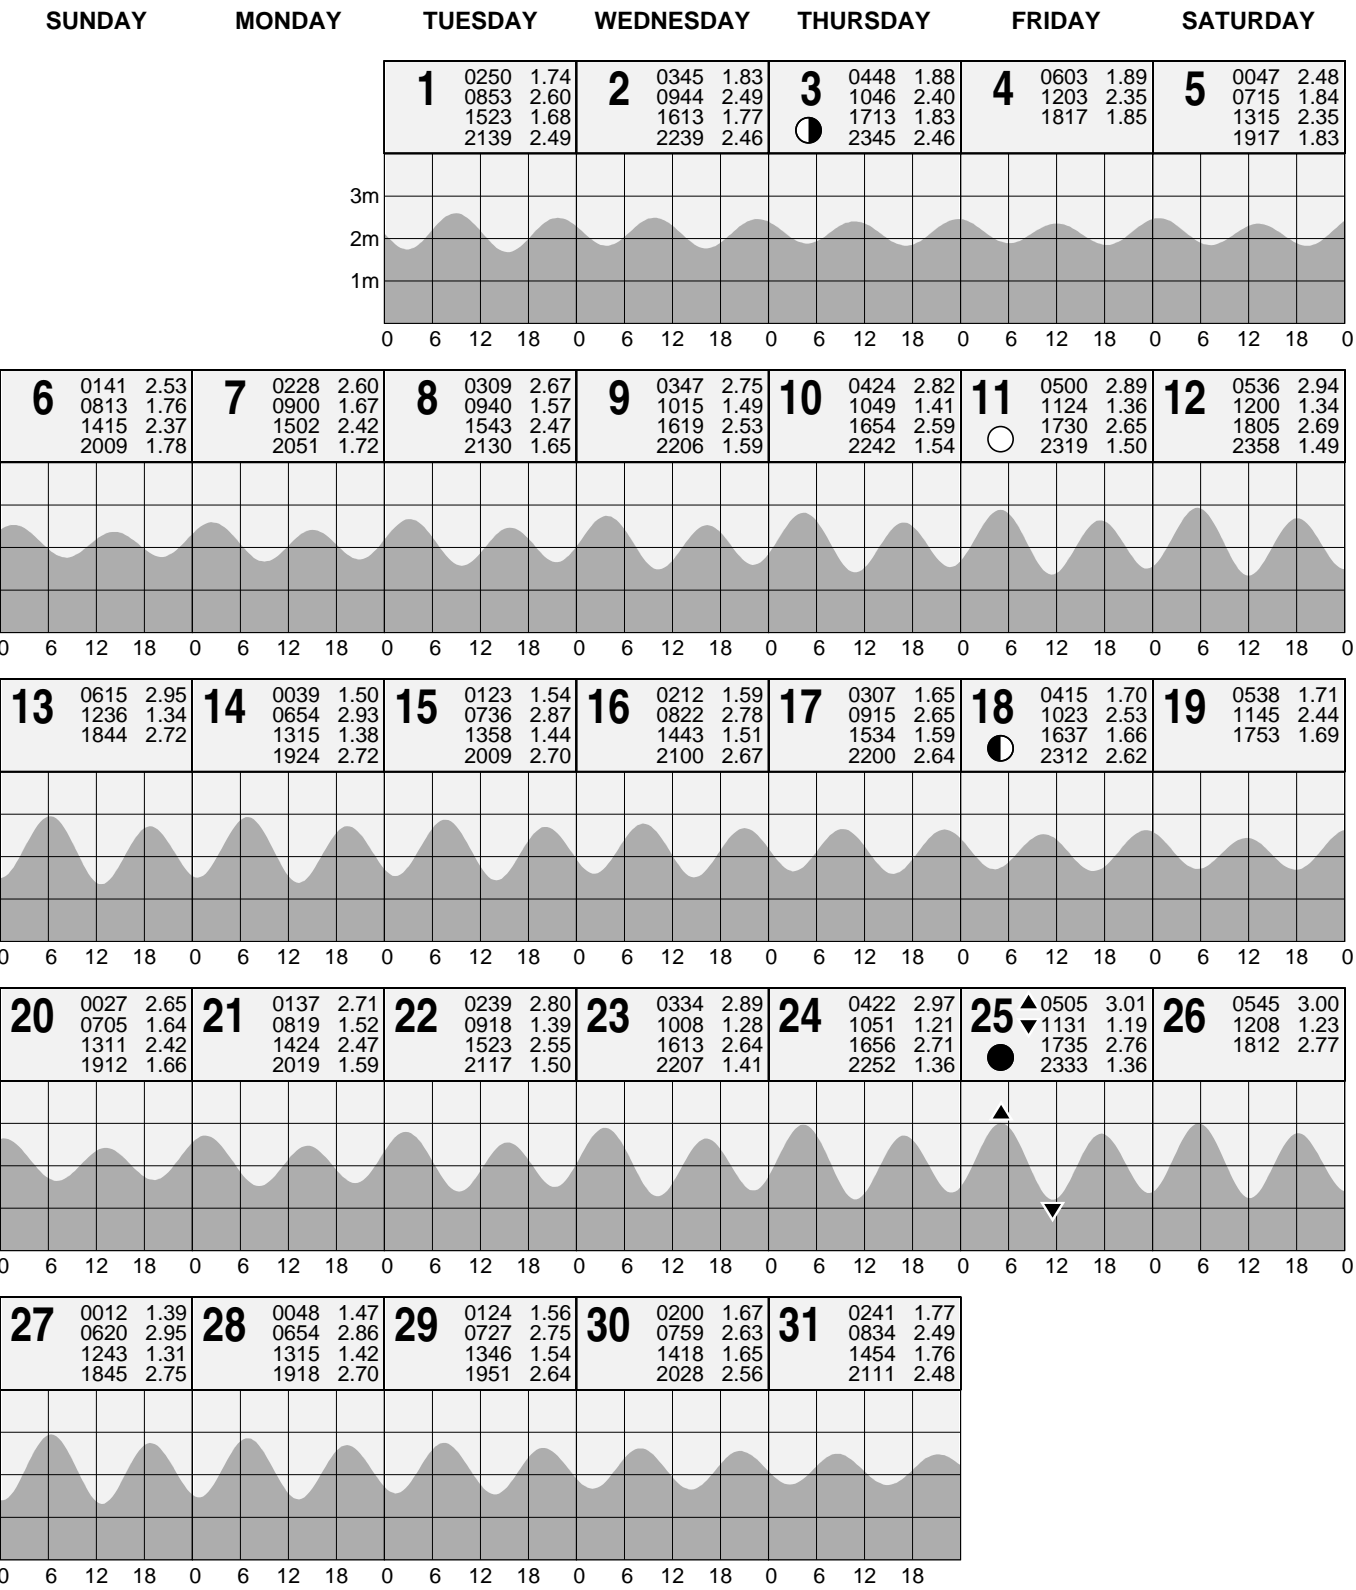 SUNDAY MONDAY TUESDAY WEDNESDAY THURSDAY FRIDAY SATURDAY
1 0250 1.74
0853 2.60
1523 1.68
2139 2.49
2 0345 1.83
0944 2.49
1613 1.77
2239 2.46
3 0448 1.88
1046 2.40
1713 1.83
2345 2.46
4 0603 1.89
1203 2.35
1817 1.85
5 0047 2.48
0715 1.84
1315 2.35
1917 1.83
3m
2m
1m
0 6 12 18 0 6 12 18 0 6 12 18 0 6 12 18 0 6 12 18 0
6 0141 2.53
0813 1.76
1415 2.37
2009 1.78
7 0228 2.60
0900 1.67
1502 2.42
2051 1.72
8 0309 2.67
0940 1.57
1543 2.47
2130 1.65
9 0347 2.75
1015 1.49
1619 2.53
2206 1.59
10 0424 2.82
1049 1.41
1654 2.59
2242 1.54
11 0500 2.89
1124 1.36
1730 2.65
2319 1.50
12 0536 2.94
1200 1.34
1805 2.69
2358 1.49
0 6 12 18 0 6 12 18 0 6 12 18 0 6 12 18 0 6 12 18 0 6 12 18 0 6 12 18 0
13 0615 2.95
1236 1.34
1844 2.72
14 0039 1.50
0654 2.93
1315 1.38
1924 2.72
15 0123 1.54
0736 2.87
1358 1.44
2009 2.70
16 0212 1.59
0822 2.78
1443 1.51
2100 2.67
17 0307 1.65
0915 2.65
1534 1.59
2200 2.64
18 0415 1.70
1023 2.53
1637 1.66
2312 2.62
19 0538 1.71
1145 2.44
1753 1.69
0 6 12 18 0 6 12 18 0 6 12 18 0 6 12 18 0 6 12 18 0 6 12 18 0 6 12 18 0
20 0027 2.65
0705 1.64
1311 2.42
1912 1.66
21 0137 2.71
0819 1.52
1424 2.47
2019 1.59
22 0239 2.80
0918 1.39
1523 2.55
2117 1.50
23 0334 2.89
1008 1.28
1613 2.64
2207 1.41
24 0422 2.97
1051 1.21
1656 2.71
2252 1.36
25 0505 3.01
1131 1.19
1735 2.76
2333 1.36
26 0545 3.00
1208 1.23
1812 2.77
0 6 12 18 0 6 12 18 0 6 12 18 0 6 12 18 0 6 12 18 0 6 12 18 0 6 12 18 0
27 0012 1.39
0620 2.95
1243 1.31
1845 2.75
28 0048 1.47
0654 2.86
1315 1.42
1918 2.70
29 0124 1.56
0727 2.75
1346 1.54
1951 2.64
30 0200 1.67
0759 2.63
1418 1.65
2028 2.56
31 0241 1.77
0834 2.49
1454 1.76
2111 2.48
0 6 12 18 0 6 12 18 0 6 12 18 0 6 12 18 0 6 12 18